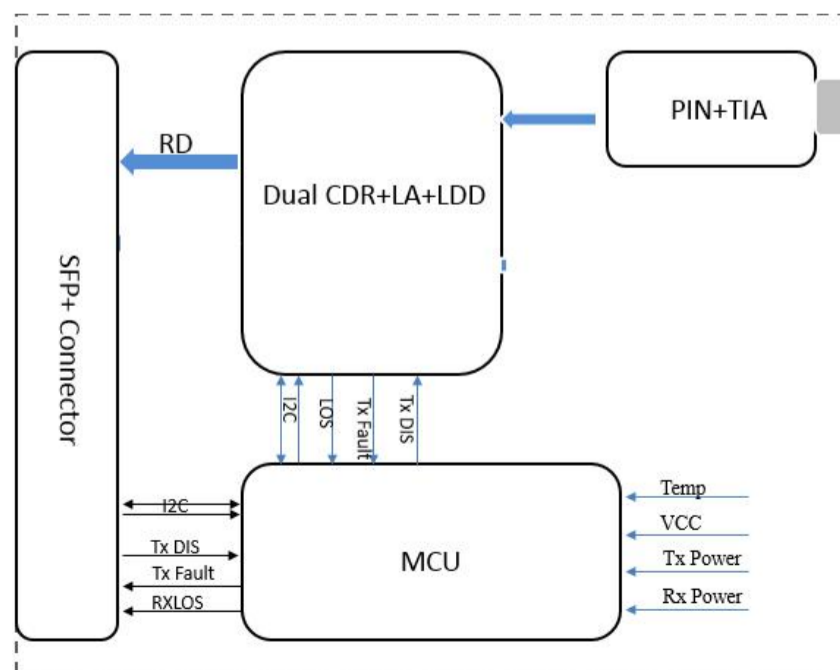 PIN+TIA
RD
Dual CDR+LA+LDD
SFP+ Connector
I2C
LOS
Tx Fault
Tx DIS
Temp
I2C
VCC
Tx DIS
MCU
Tx Power
Tx Fault
Rx Power
RXLOS